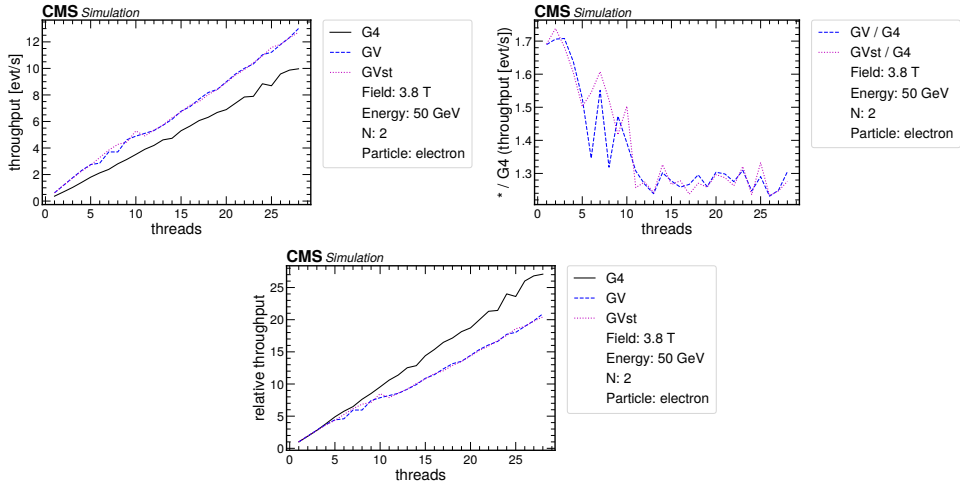 CMS Simulation
throughput [evt/s]
12
10
8
6
4
2
0
0 5 10 15 20 25
threads
G4
GV
GVst
Field: 3.8 T
Energy: 50 GeV
N: 2
Particle: electron
CMS Simulation
* / G4 (throughput [evt/s])
1.7
1.6
1.5
1.4
1.3
0 5 10 15 20 25
threads
GV / G4
GVst / G4
Field: 3.8 T
Energy: 50 GeV
N: 2
Particle: electron
CMS Simulation
relative throughput
25
20
15
10
5
0
0 5 10 15 20 25
threads
G4
GV
GVst
Field: 3.8 T
Energy: 50 GeV
N: 2
Particle: electron